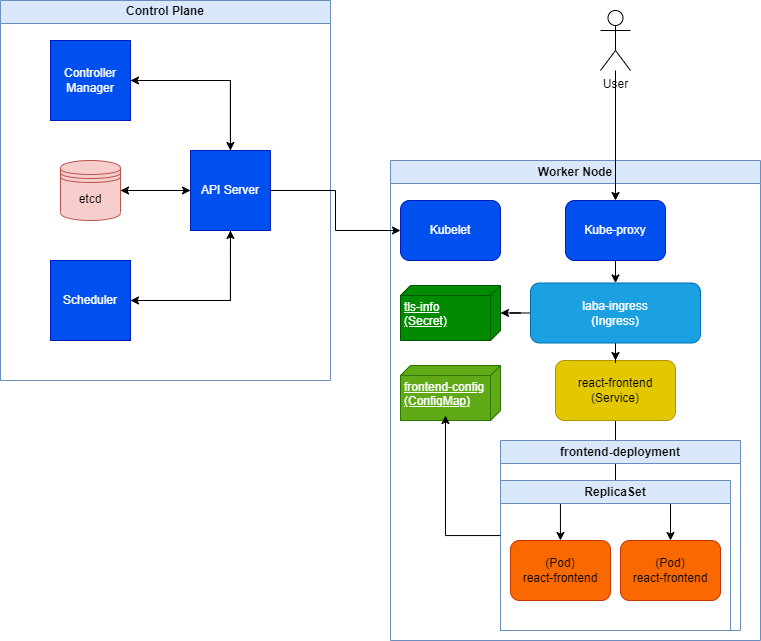 Control Plane
Controller
Manager
etcd
API Server
Scheduler
User
Worker Node
Kubelet
Kube-proxy
tls-info
(Secret)
laba-ingress
(Ingress)
frontend-config
(ConfigMap)
react-frontend
(Service)
frontend-deployment
ReplicaSet
(Pod)
react-frontend
(Pod)
react-frontend